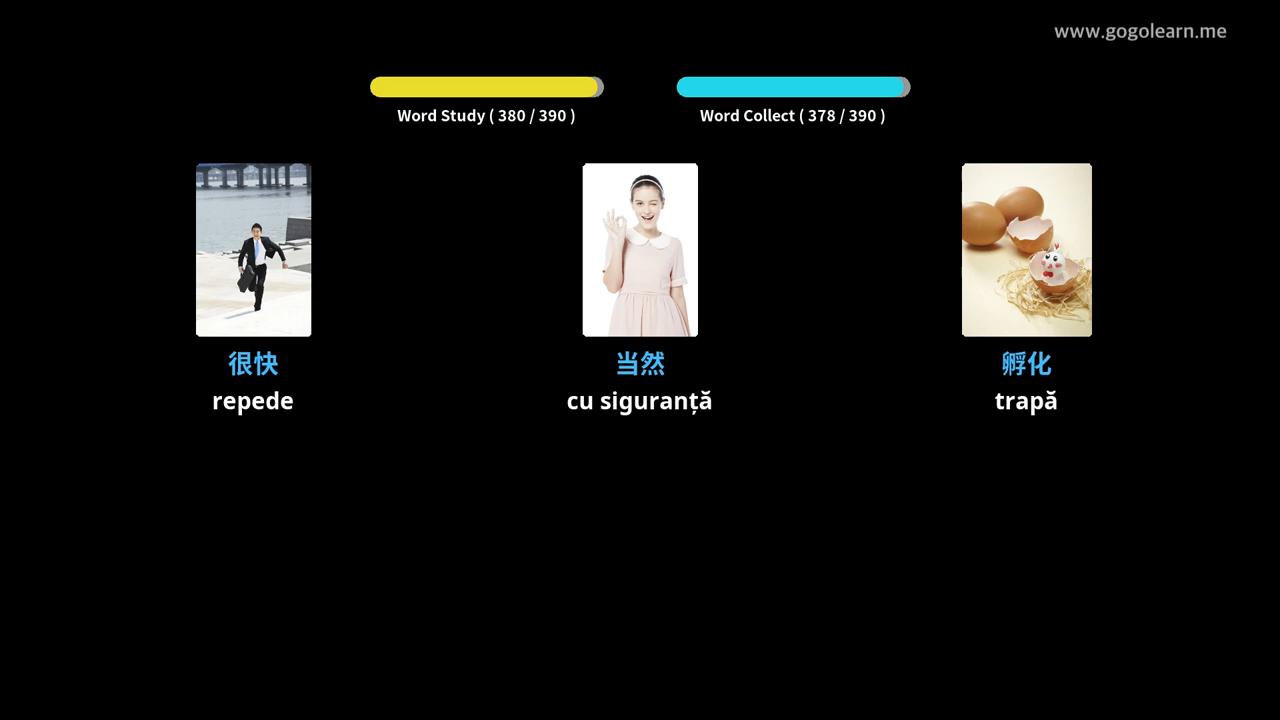 www.gogolearn.me
Word Study ( 380 / 390 )
Word Collect ( 378 / 390 )
很快
当然
孵化
repede
cu siguranță
trapă